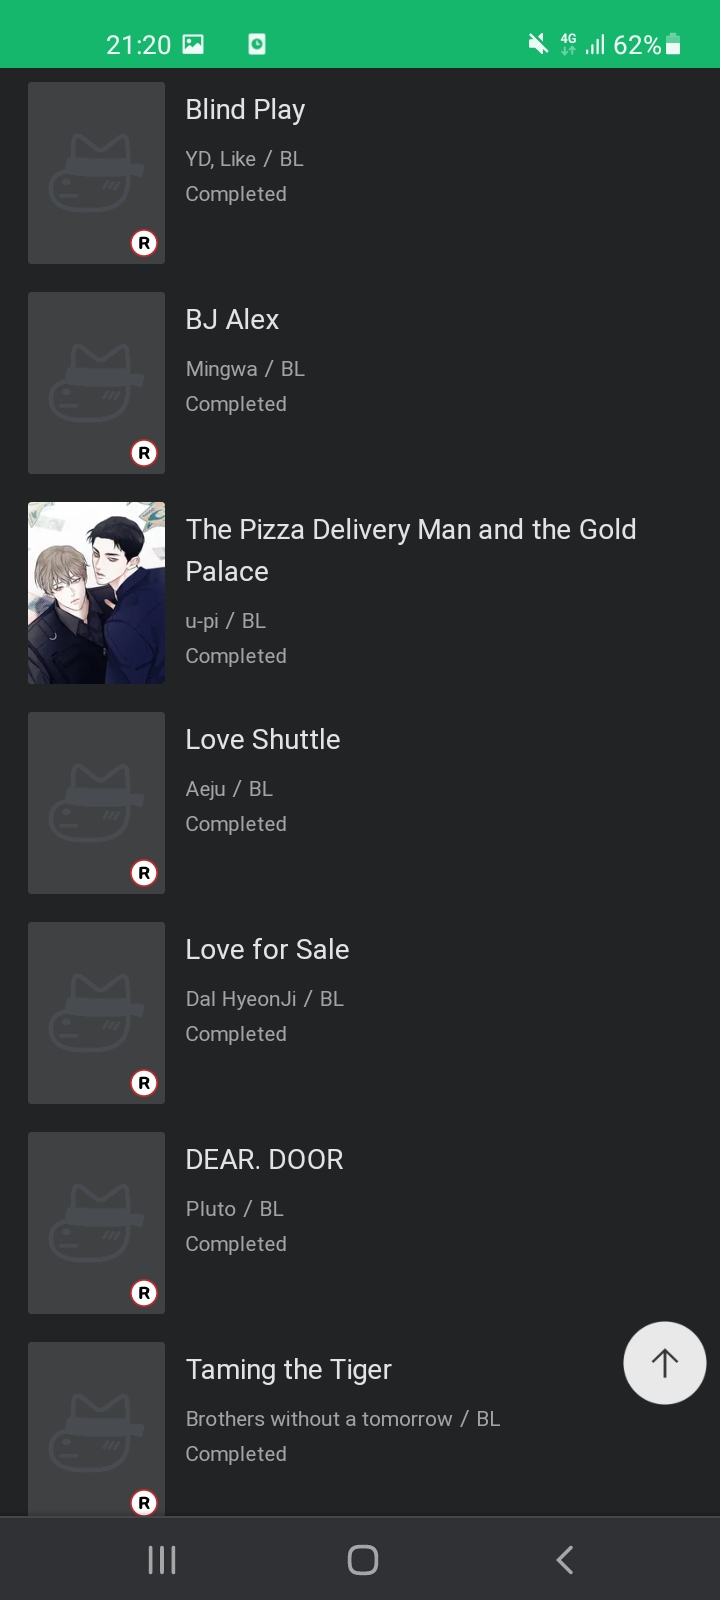 21:20 4G 62%
Blind Play
YD, Like / BL
Completed
R
BJ Alex
Mingwa / BL
Completed
R
The Pizza Delivery Man and the Gold
Palace
u-pi / BL
Completed
Love Shuttle
Aeju / BL
Completed
R
Love for Sale
Dal HyeonJi / BL
Completed
R
DEAR. DOOR
Pluto / BL
Completed
R
Taming the Tiger
Brothers without a tomorrow / BL
Completed
R